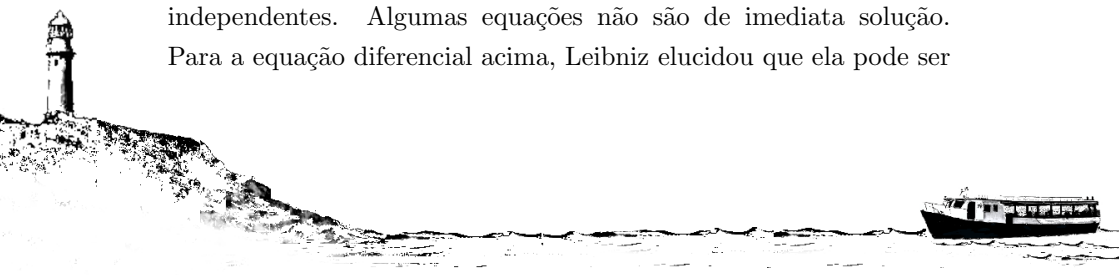 independentes. Algumas equações não são de imediata solução.
Para a equação diferencial acima, Leibniz elucidou que ela pode ser